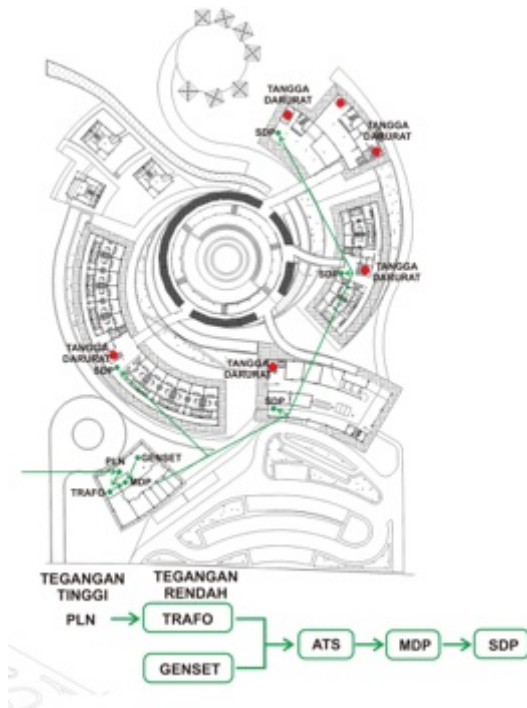 TANGGA
DARURAT
SDP
TANGGA
DARURAT
SDP
TANGGA
DARURAT
TANGGA
DARURAT
SDP
TANGGA
DARURAT
SDP
PLN
GENSET
TRAFO
MDP
TEGANGAN
TINGGI
TEGANGAN
RENDAH
PLN
TRAFO
GENSET
ATS
MDP
SDP